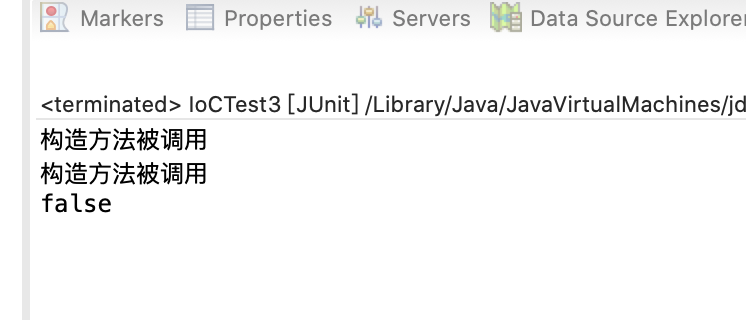 Markers Properties Servers Data Source Explorer
<terminated> IoCTest3 [JUnit] /Library/Java/JavaVirtualMachines/jd
构造方法被调用
构造方法被调用
false